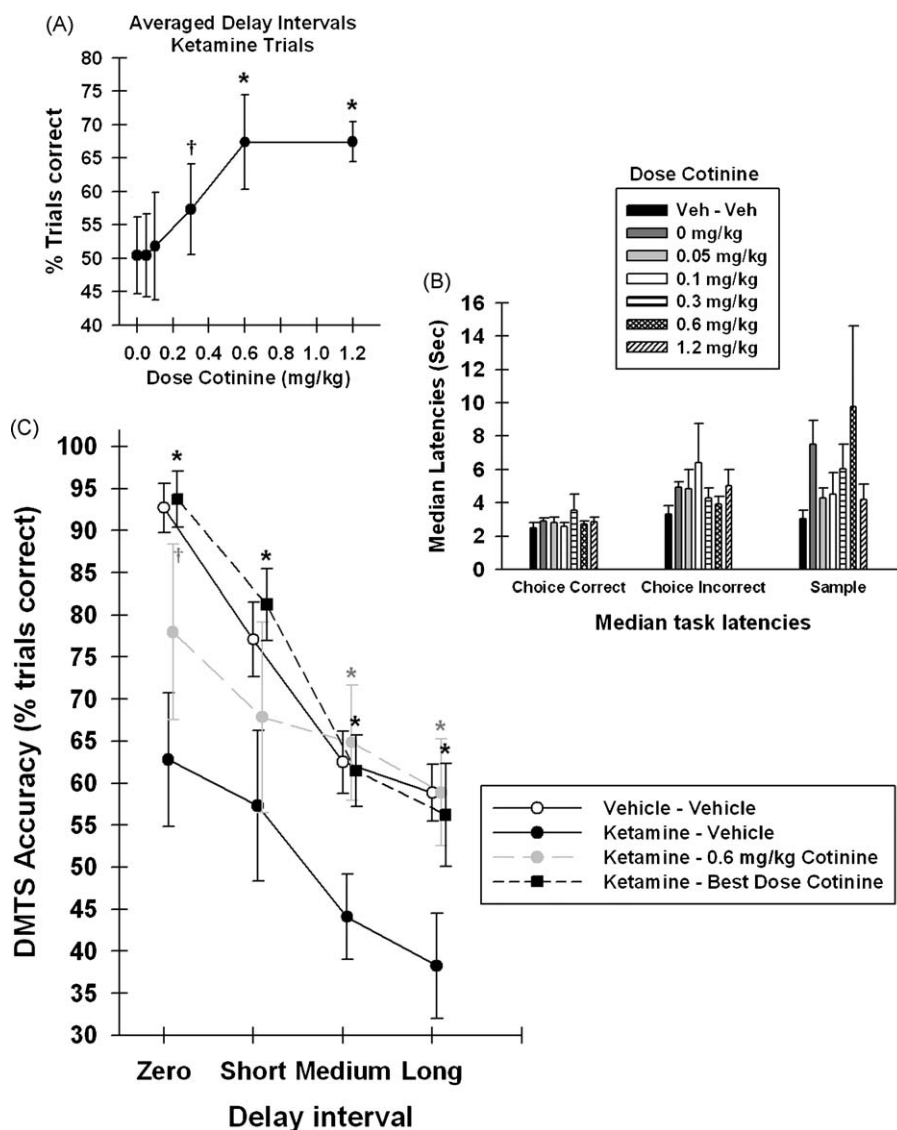 (A)
Averaged Delay Intervals
Ketamine Trials
80
75
70
65
60
55
50
45
40
% Trials correct
* * †
0.0 0.2 0.4 0.6 0.8 1.0 1.2
Dose Cotinine (mg/kg)
Dose Cotinine
Veh - Veh
0 mg/kg
0.05 mg/kg
0.1 mg/kg
0.3 mg/kg
0.6 mg/kg
1.2 mg/kg
(B)
16
14
12
10
8
6
4
2
0
Median Latencies (Sec)
Choice Correct Choice Incorrect Sample
Median task latencies
(C)
100
95
90
85
80
75
70
65
60
55
50
45
40
35
30
DMTS Accuracy (% trials correct)
*
†
*
* *
* *
Zero Short Medium Long
Delay interval
Vehicle - Vehicle
Ketamine - Vehicle
Ketamine - 0.6 mg/kg Cotinine
Ketamine - Best Dose Cotinine